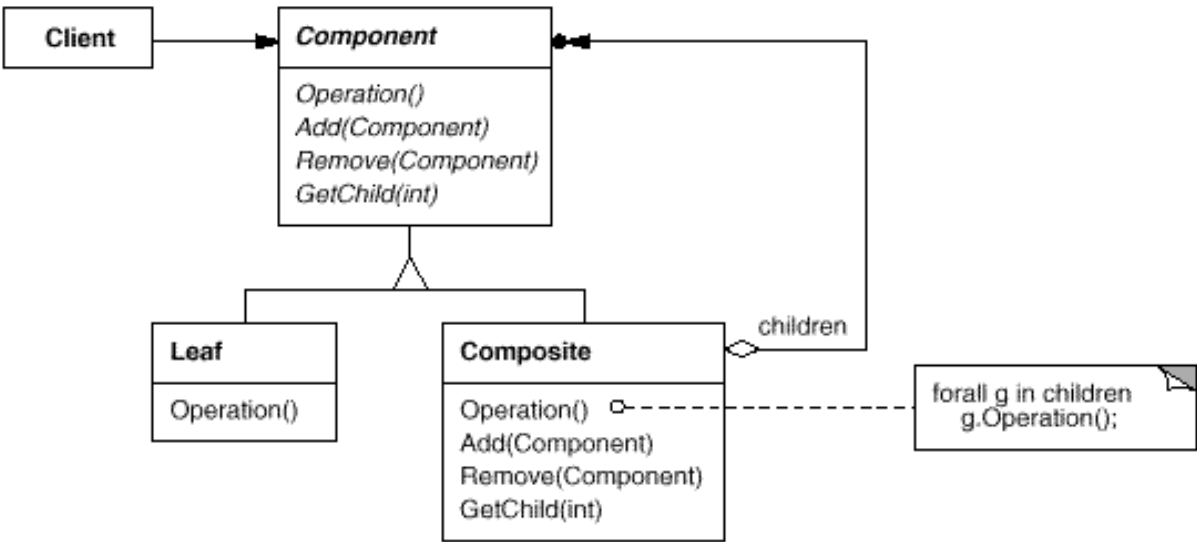 Client
Component
Operation()
Add(Component)
Remove(Component)
GetChild(int)
children
Leaf
Operation()
Composite
Operation()
Add(Component)
Remove(Component)
GetChild(int)
forall g in children
g.Operation();